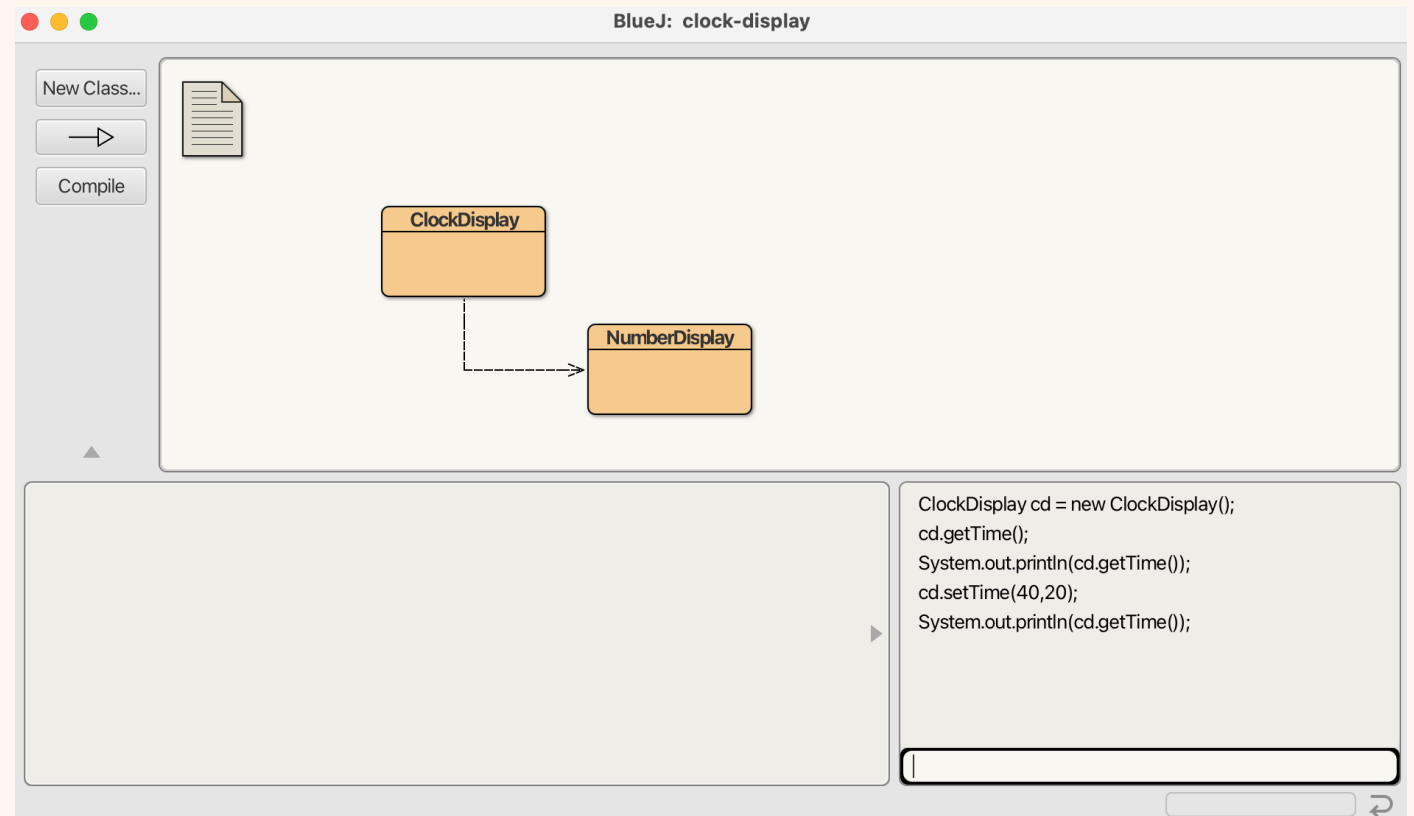 BlueJ: clock-display
New Class...
Compile
ClockDisplay
NumberDisplay
ClockDisplay cd = new ClockDisplay();
cd.getTime();
System.out.println(cd.getTime());
cd.setTime(40,20);
System.out.println(cd.getTime());